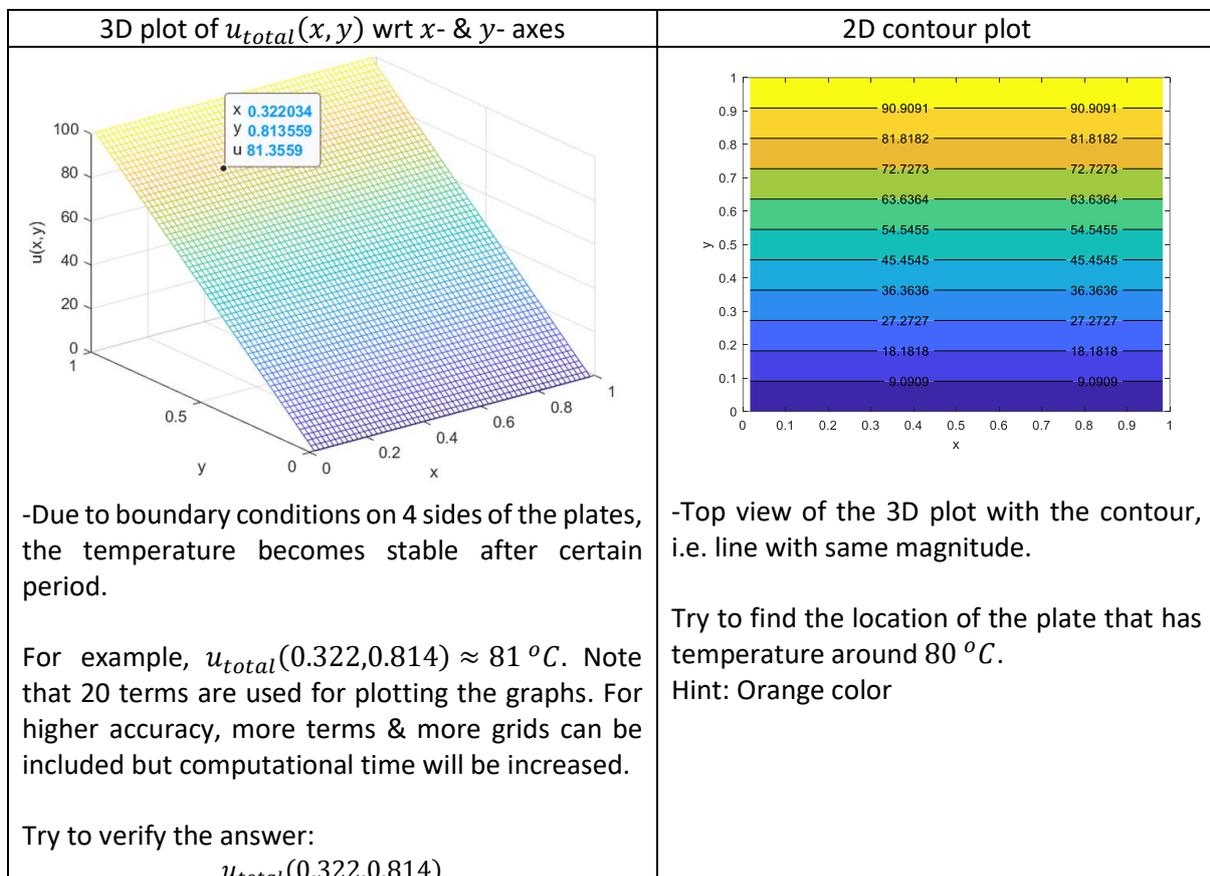 3D plot of u_total(x, y) wrt x- & y- axes
x 0.322034
y 0.813559
u 81.3559
100
80
60
40
20
0
u(x,y)
1
0.5
0
y
0
0.2
0.4
0.6
0.8
1
x
-Due to boundary conditions on 4 sides of the plates,
the temperature becomes stable after certain
period.
For example, u_total(0.322,0.814) ≈ 81 °C. Note
that 20 terms are used for plotting the graphs. For
higher accuracy, more terms & more grids can be
included but computational time will be increased.
Try to verify the answer:
u_total(0.322,0.814)
2D contour plot
1
0.9
0.8
0.7
0.6
0.5
0.4
0.3
0.2
0.1
0
y
90.9091 90.9091
81.8182 81.8182
72.7273 72.7273
63.6364 63.6364
54.5455 54.5455
45.4545 45.4545
36.3636 36.3636
27.2727 27.2727
18.1818 18.1818
9.0909 9.0909
0 0.1 0.2 0.3 0.4 0.5 0.6 0.7 0.8 0.9 1
x
-Top view of the 3D plot with the contour,
i.e. line with same magnitude.
Try to find the location of the plate that has
temperature around 80 °C.
Hint: Orange color